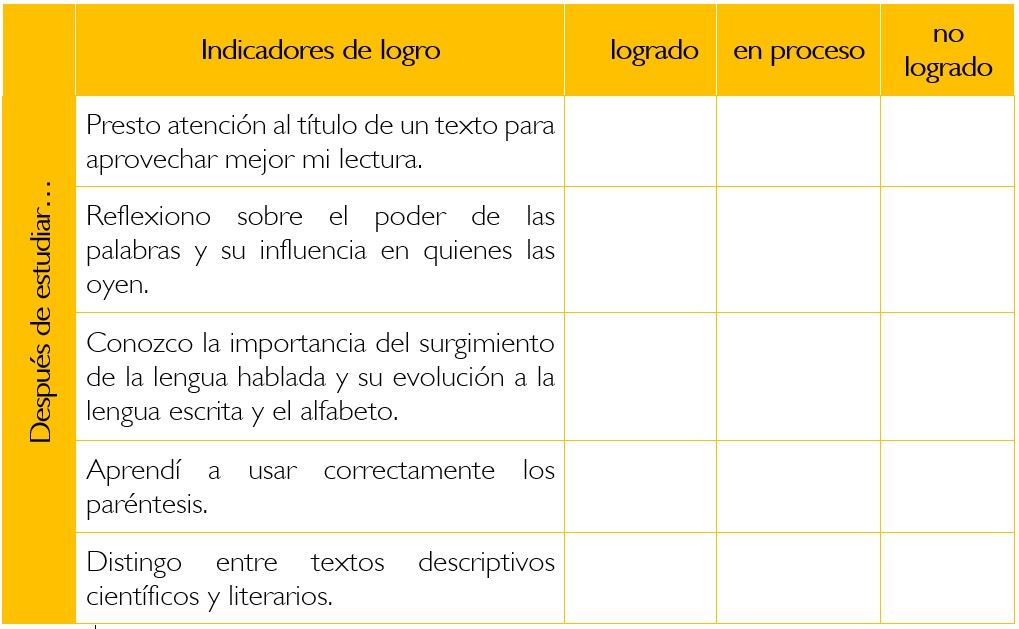 Indicadores de logro
logrado
en proceso
no
logrado
Después de estudiar…
Presto atención al título de un texto para
aprovechar mejor mi lectura.
Reflexiono sobre el poder de las
palabras y su influencia en quienes las
oyen.
Conozco la importancia del surgimiento
de la lengua hablada y su evolución a la
lengua escrita y el alfabeto.
Aprendí a usar correctamente los
paréntesis.
Distingo entre textos descriptivos
científicos y literarios.